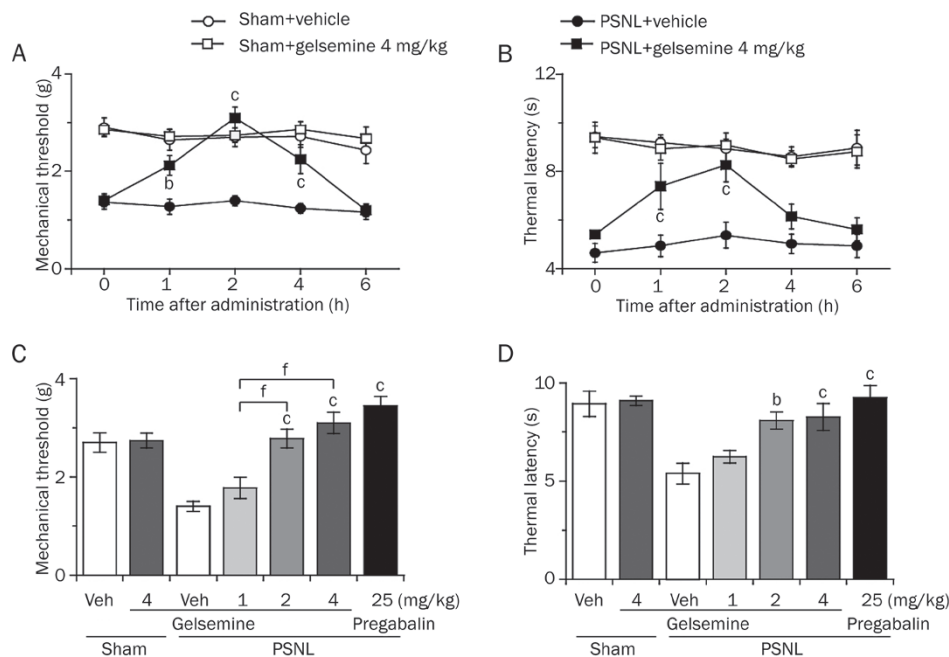 Sham+vehicle
Sham+gelsemine 4 mg/kg
PSNL+vehicle
PSNL+gelsemine 4 mg/kg
A
Mechanical threshold (g)
4
3
2
1
0
b
c
c
0 1 2 4 6
Time after administration (h)
B
Thermal latency (s)
12
8
4
c
c
0 1 2 4 6
Time after administration (h)
C
Mechanical threshold (g)
4
2
0
f
f
c
c
c
Veh 4 Veh 1 2 4 25 (mg/kg)
Gelsemine Pregabalin
Sham PSNL
D
Thermal latency (s)
10
5
0
b
c
c
Veh 4 Veh 1 2 4 25 (mg/kg)
Gelsemine Pregabalin
Sham PSNL